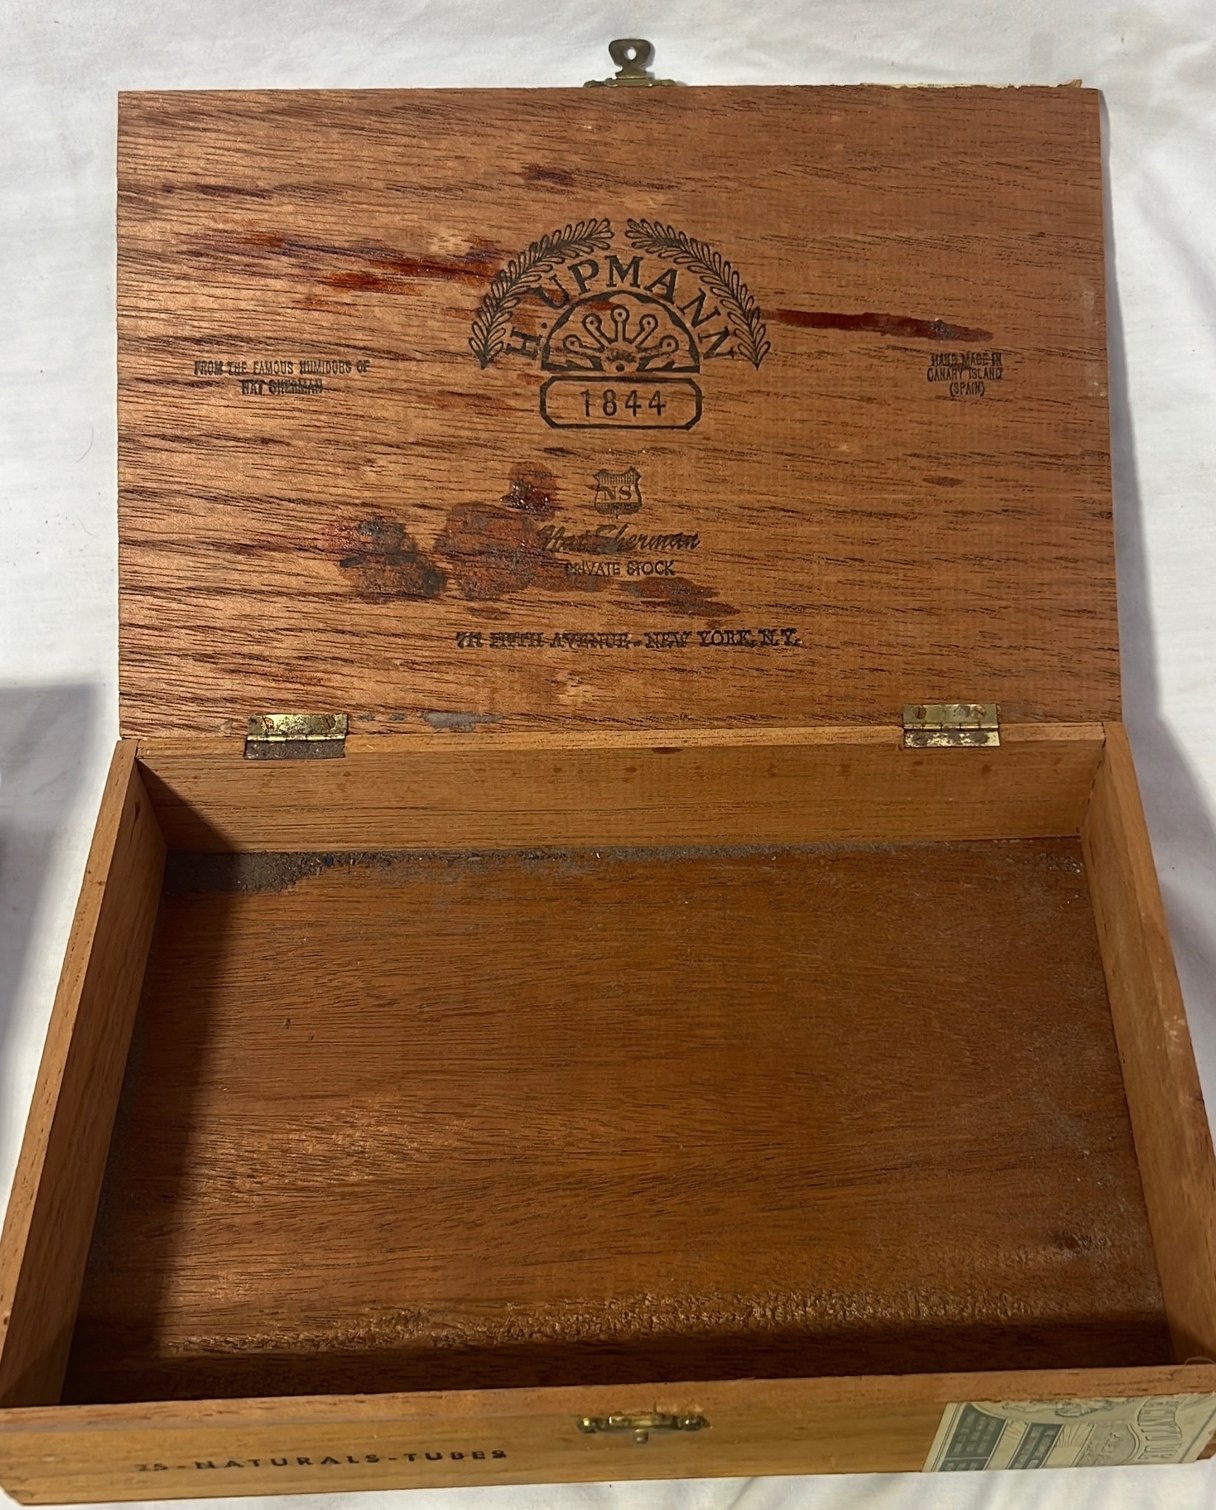 H. UPMANN
1844
FROM THE FAMOUS HUMIDORS OF
NAT SHERMAN
HAND MADE IN
CANARY ISLAND
(SPAIN)
NS
Nat Sherman
PRIVATE STOCK
711 FIFTH AVENUE - NEW YORK, N.Y.
25 - NATURALS - TUBES